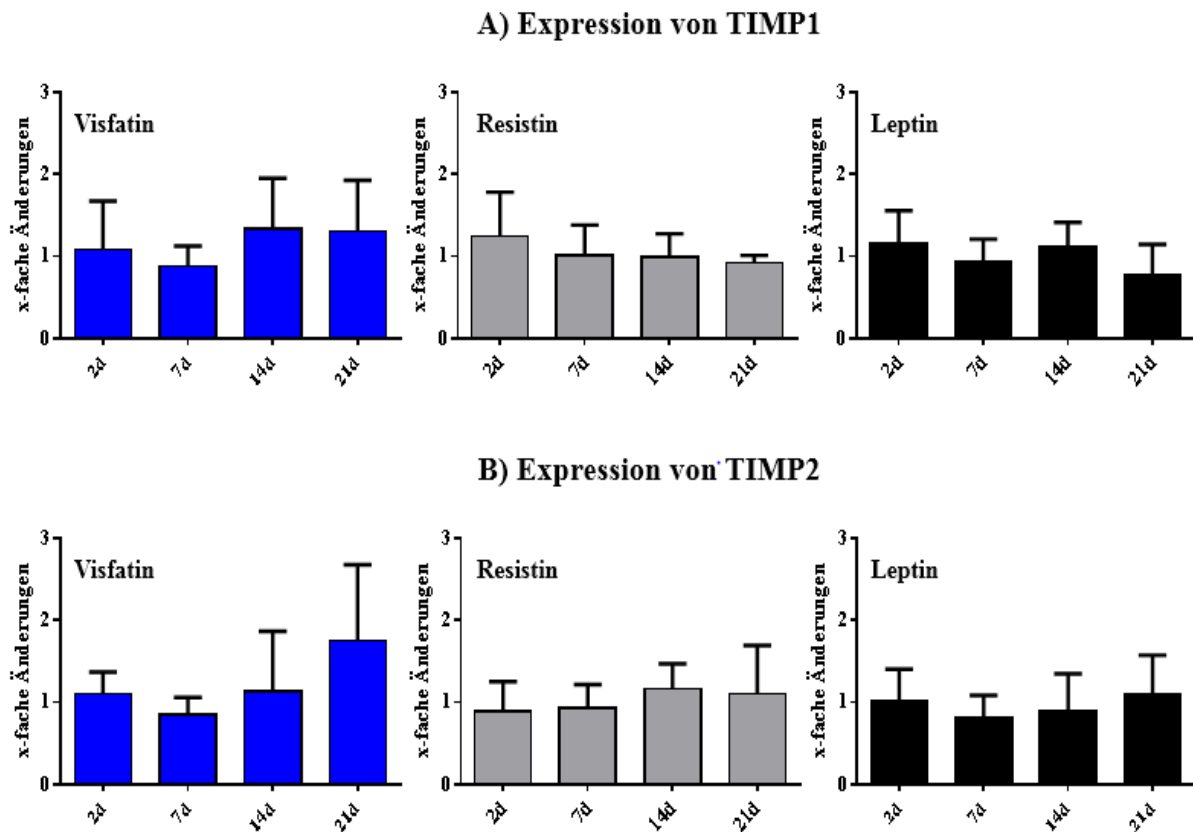 A) Expression von TIMP1
x-fache Änderungen
3
2
1
0
Visfatin
2d 7d 14d 21d
x-fache Änderungen
3
2
1
0
Resistin
2d 7d 14d 21d
x-fache Änderungen
3
2
1
0
Leptin
2d 7d 14d 21d
B) Expression von TIMP2
x-fache Änderungen
3
2
1
0
Visfatin
2d 7d 14d 21d
x-fache Änderungen
3
2
1
0
Resistin
2d 7d 14d 21d
x-fache Änderungen
3
2
1
0
Leptin
2d 7d 14d 21d